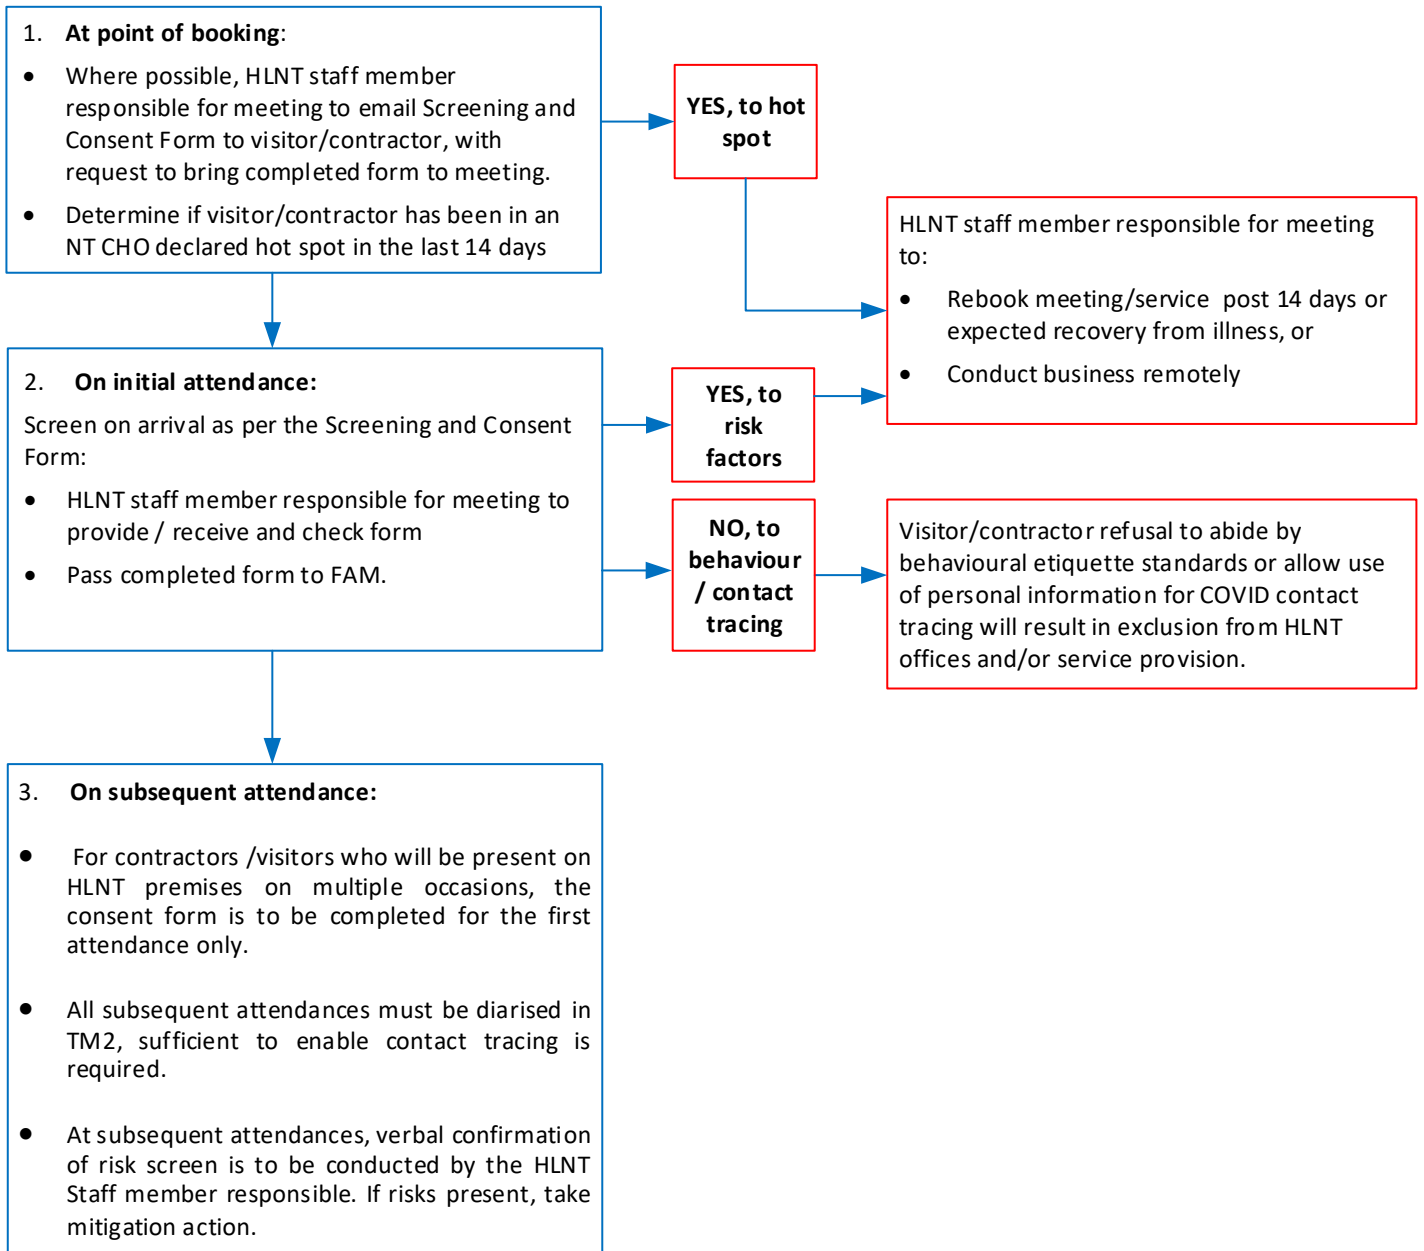 1. At point of booking:
• Where possible, HLNT staff member
responsible for meeting to email Screening and
Consent Form to visitor/contractor, with
request to bring completed form to meeting.
• Determine if visitor/contractor has been in an
NT CHO declared hot spot in the last 14 days
YES, to hot
spot
HLNT staff member responsible for meeting
to:
• Rebook meeting/service post 14 days or
expected recovery from illness, or
• Conduct business remotely
2. On initial attendance:
Screen on arrival as per the Screening and Consent
Form:
• HLNT staff member responsible for meeting to
provide / receive and check form
• Pass completed form to FAM.
YES, to
risk
factors
NO, to
behaviour
/ contact
tracing
Visitor/contractor refusal to abide by
behavioural etiquette standards or allow use
of personal information for COVID contact
tracing will result in exclusion from HLNT
offices and/or service provision.
3. On subsequent attendance:
• For contractors /visitors who will be present on
HLNT premises on multiple occasions, the
consent form is to be completed for the first
attendance only.
• All subsequent attendances must be diarised in
TM2, sufficient to enable contact tracing is
required.
• At subsequent attendances, verbal confirmation
of risk screen is to be conducted by the HLNT
Staff member responsible. If risks present, take
mitigation action.